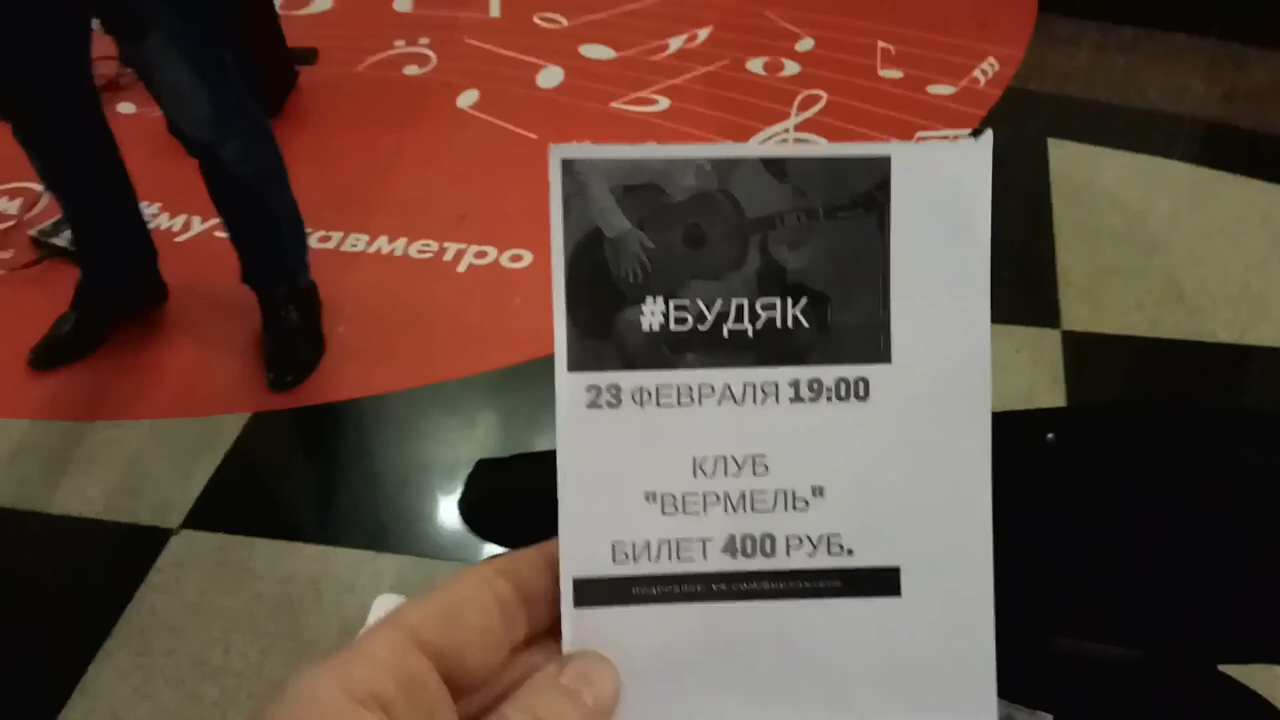 #музыкавметро
#БУДЯК
23 ФЕВРАЛЯ 19:00
КЛУБ
"ВЕРМЕЛЬ"
БИЛЕТ 400 РУБ.